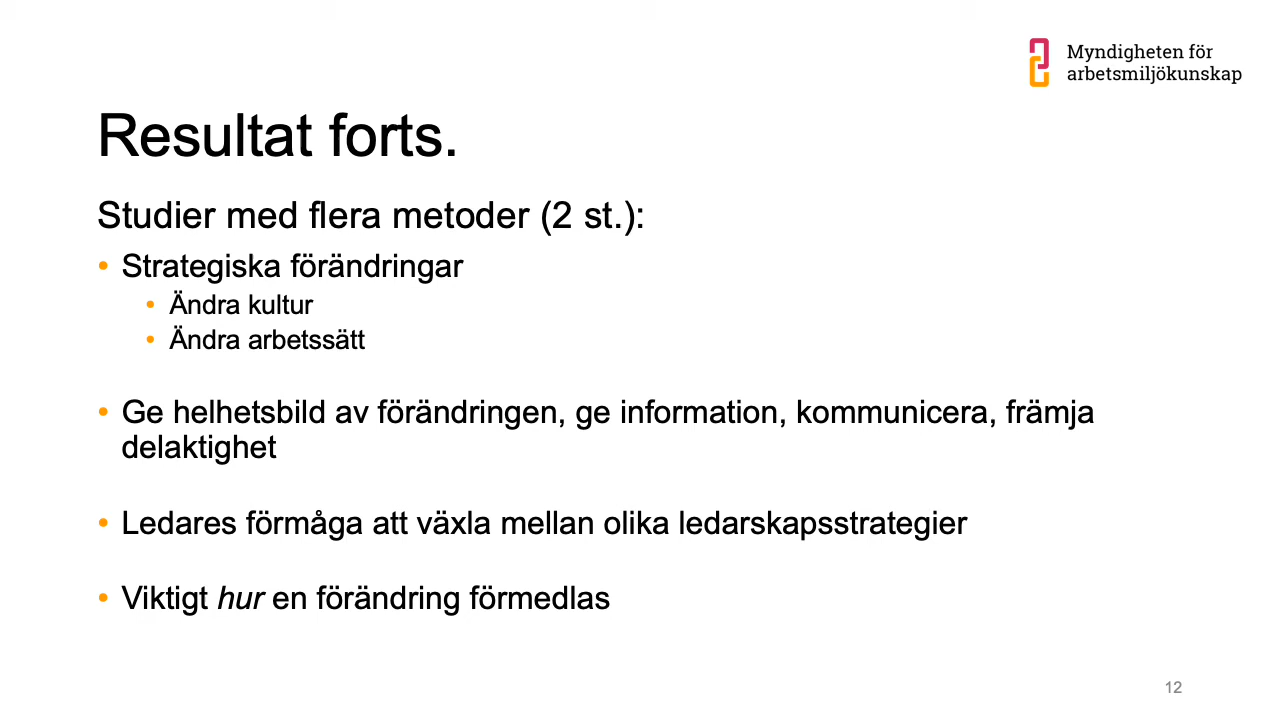 Myndigheten för
arbetsmiljökunskap
Resultat forts.
Studier med flera metoder (2 st.):
• Strategiska förändringar
• Ändra kultur
• Ändra arbetssätt
• Ge helhetsbild av förändringen, ge information, kommunicera, främja
delaktighet
• Ledares förmåga att växla mellan olika ledarskapsstrategier
• Viktigt hur en förändring förmedlas
12